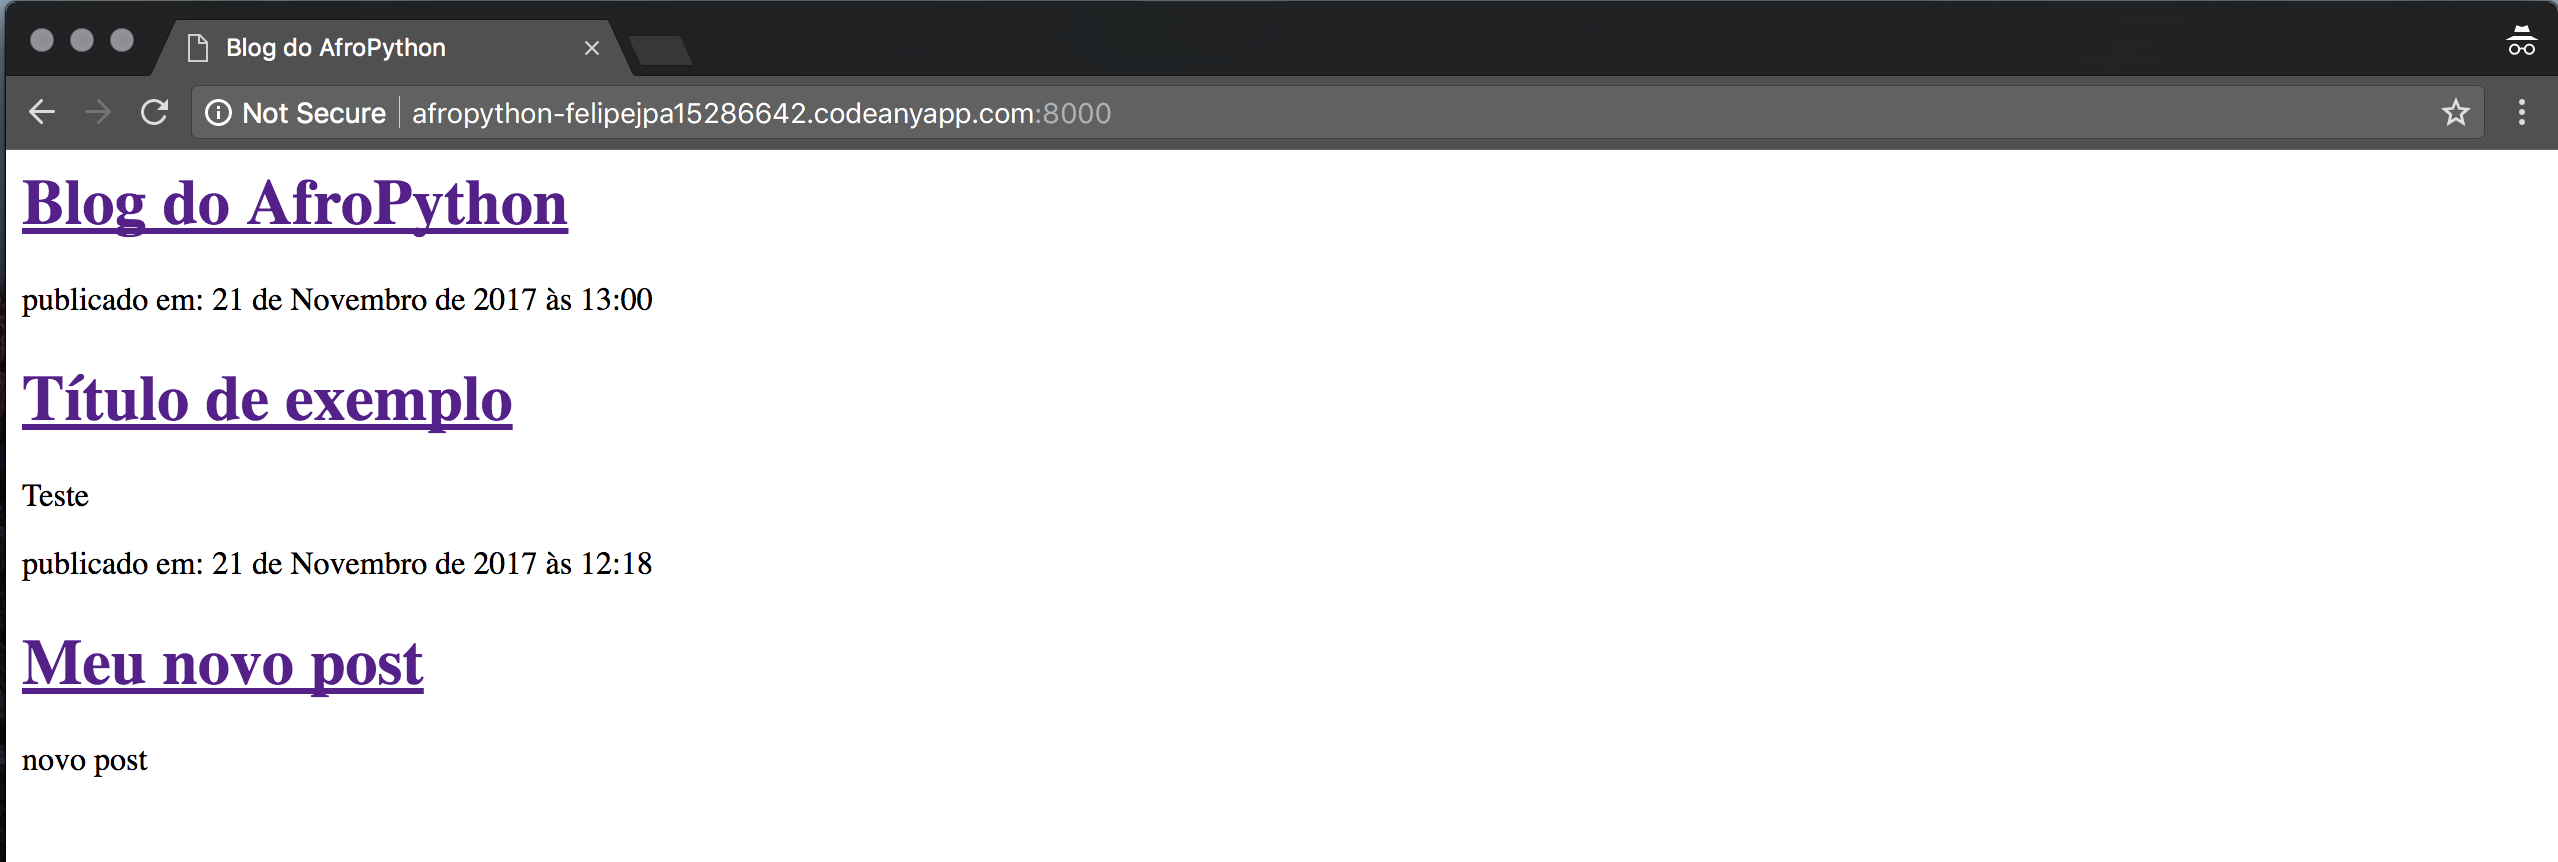 Blog do AfroPython
Not Secure afropython-felipejpa15286642.codeanyapp.com:8000
Blog do AfroPython
publicado em: 21 de Novembro de 2017 às 13:00
Título de exemplo
Teste
publicado em: 21 de Novembro de 2017 às 12:18
Meu novo post
novo post